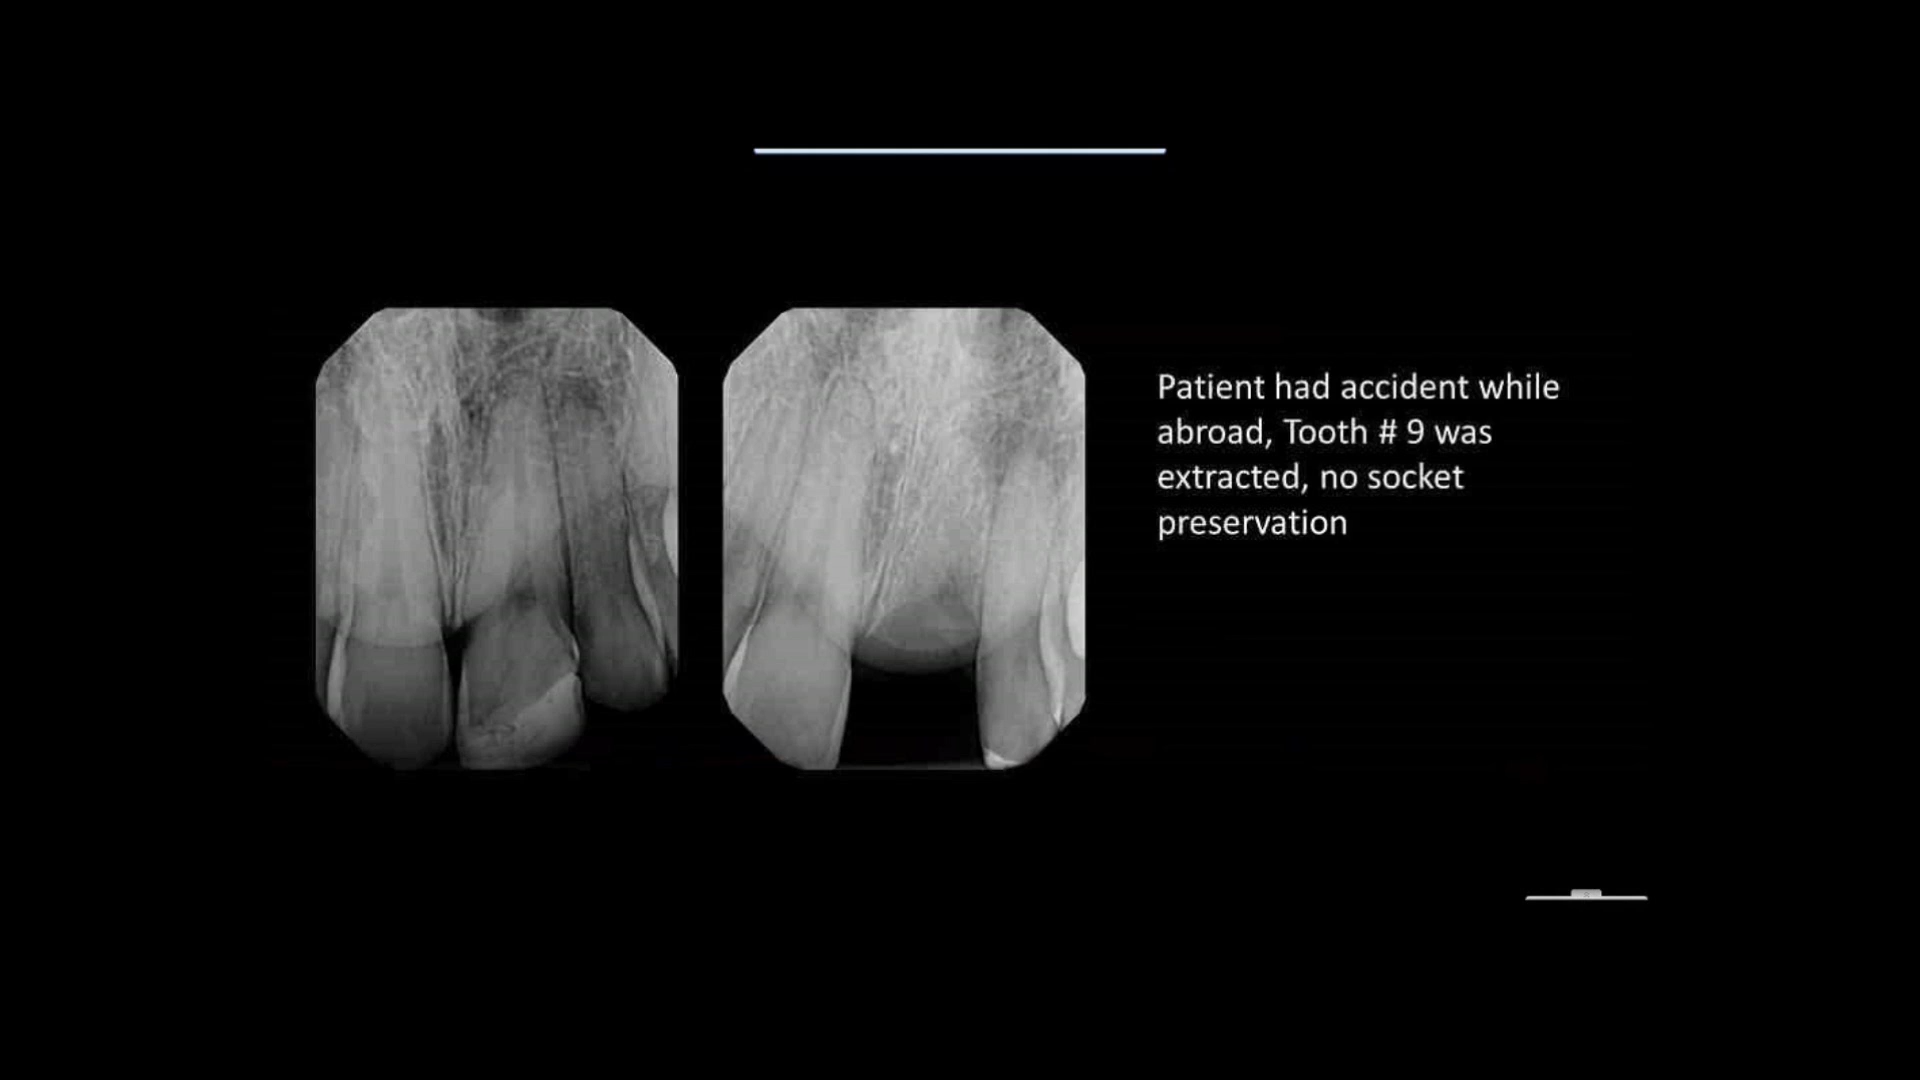 Patient had accident while
abroad, Tooth # 9 was
extracted, no socket
preservation